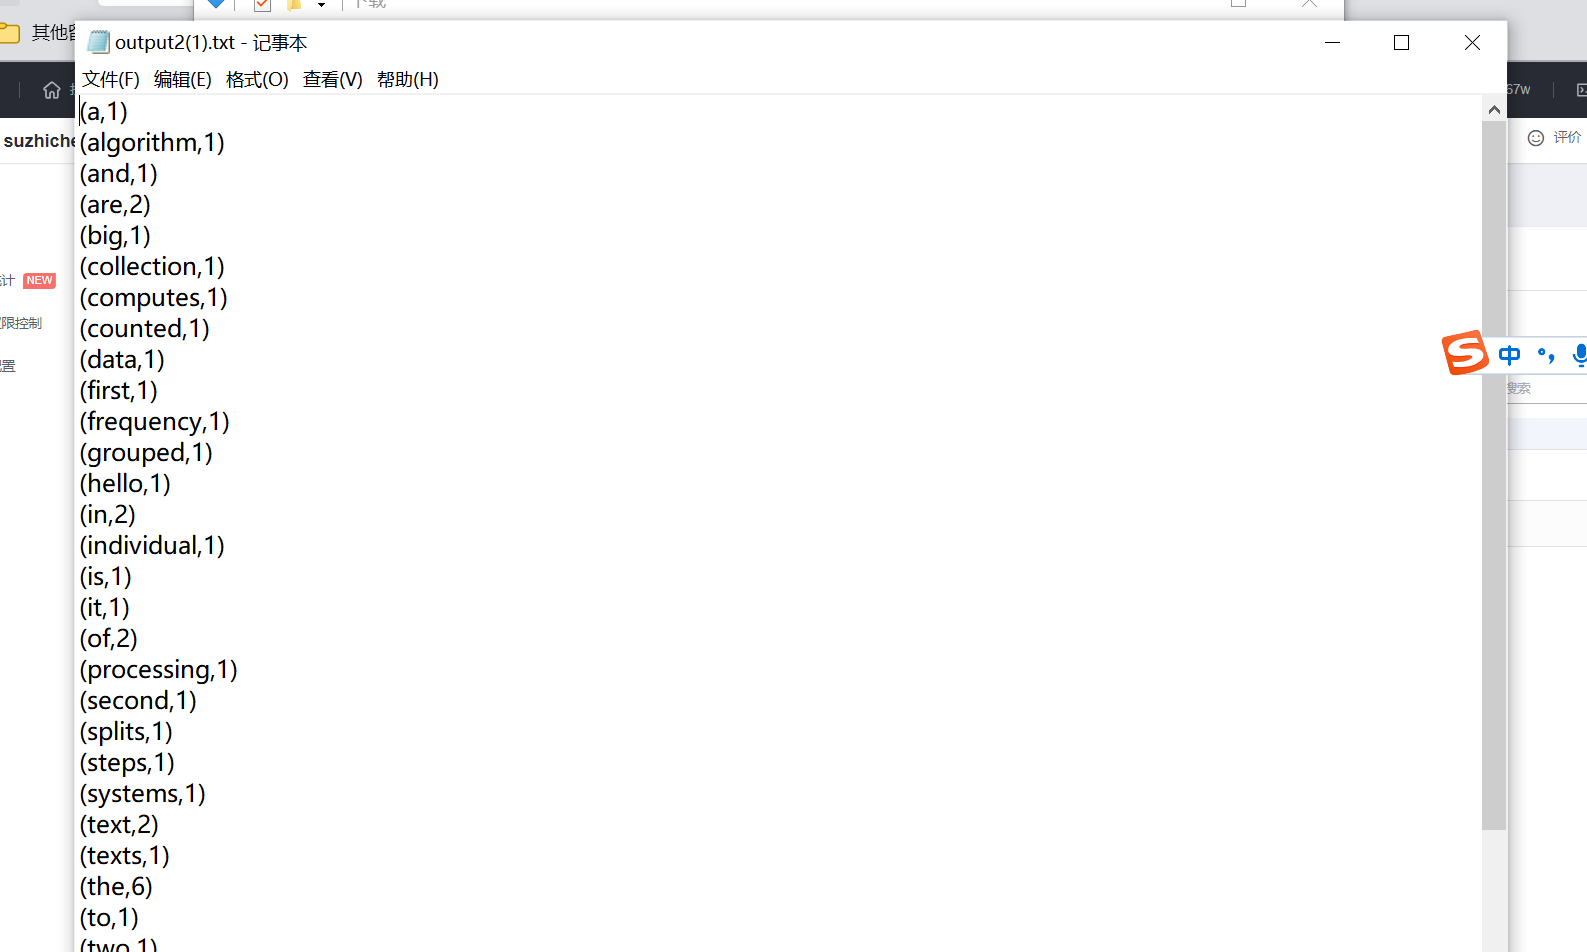 下载
其他
output2(1).txt - 记事本
文件(F) 编辑(E) 格式(O) 查看(V) 帮助(H)
67w
suzhiche
评价
(a,1)
(algorithm,1)
(and,1)
(are,2)
(big,1)
(collection,1)
(computes,1)
(counted,1)
(data,1)
(first,1)
(frequency,1)
(grouped,1)
(hello,1)
(in,2)
(individual,1)
(is,1)
(it,1)
(of,2)
(processing,1)
(second,1)
(splits,1)
(steps,1)
(systems,1)
(text,2)
(texts,1)
(the,6)
(to,1)
(two,1)
计 NEW
限控制
置
S 中 °,
搜索